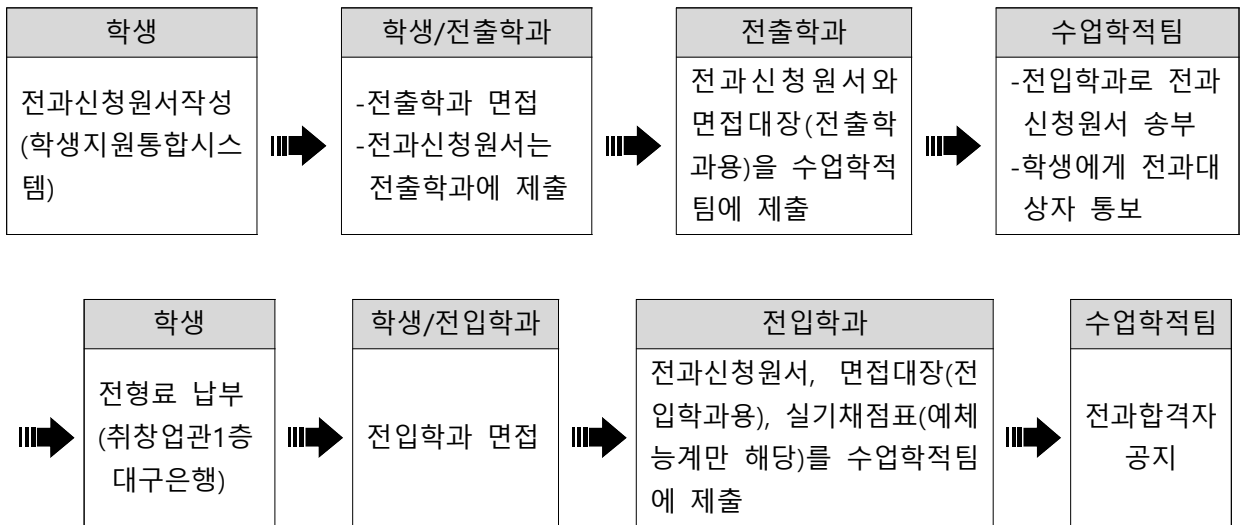 학생
전과신청원서작성
(학생지원통합시스
템)
학생/전출학과
-전출학과 면접
-전과신청원서는
전출학과에 제출
전출학과
전과신청원서와
면접대장(전출학
과용)을 수업학적
팀에 제출
수업학적팀
-전입학과로 전과
신청원서 송부
-학생에게 전과대
상자 통보
학생
전형료 납부
(취창업관1층
대구은행)
학생/전입학과
전입학과 면접
전입학과
전과신청원서, 면접대장(전
입학과용), 실기채점표(예체
능계만 해당)를 수업학적팀
에 제출
수업학적팀
전과합격자
공지